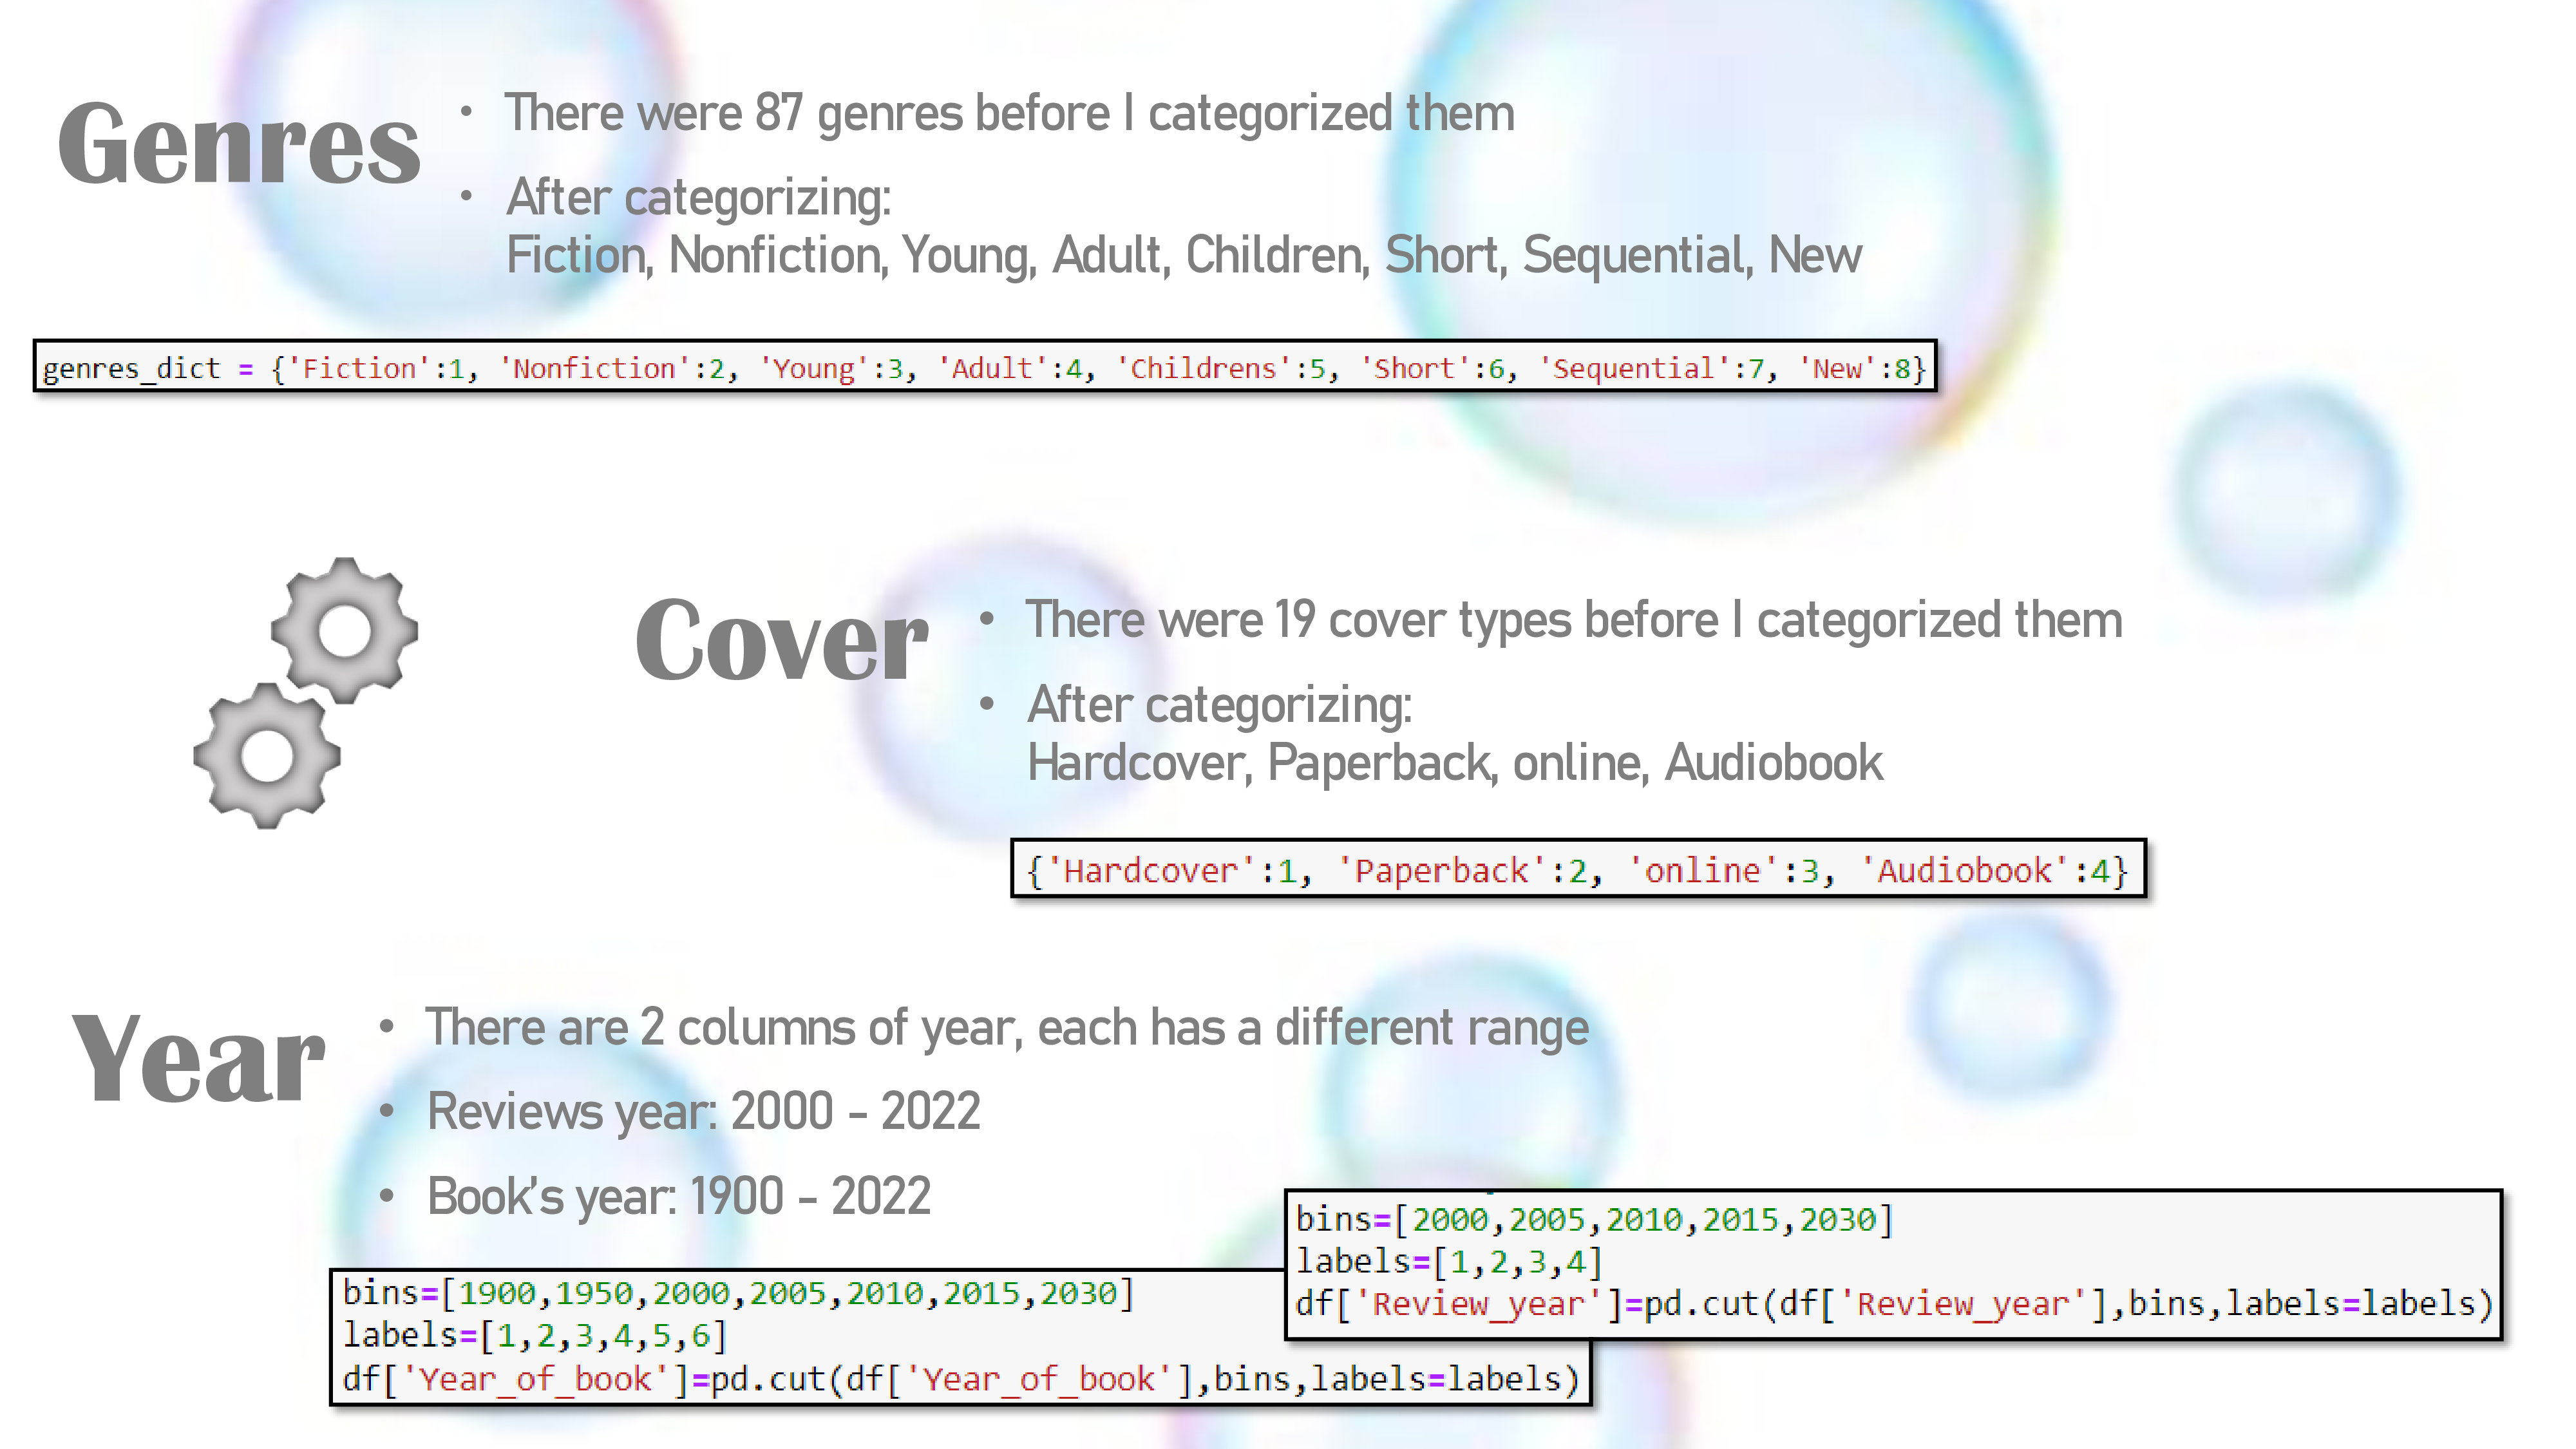 Genres
• There were 87 genres before I categorized them
• After categorizing:
Fiction, Nonfiction, Young, Adult, Children, Short, Sequential, New
genres_dict = {'Fiction':1, 'Nonfiction':2, 'Young':3, 'Adult':4, 'Childrens':5, 'Short':6, 'Sequential':7, 'New':8}
Cover
• There were 19 cover types before I categorized them
• After categorizing:
Hardcover, Paperback, online, Audiobook
{'Hardcover':1, 'Paperback':2, 'online':3, 'Audiobook':4}
Year
• There are 2 columns of year, each has a different range
• Reviews year: 2000 - 2022
• Book's year: 1900 - 2022
bins=[1900,1950,2000,2005,2010,2015,2030]
labels=[1,2,3,4,5,6]
df['Year_of_book']=pd.cut(df['Year_of_book'],bins,labels=labels)
bins=[2000,2005,2010,2015,2030]
labels=[1,2,3,4]
df['Review_year']=pd.cut(df['Review_year'],bins,labels=labels)